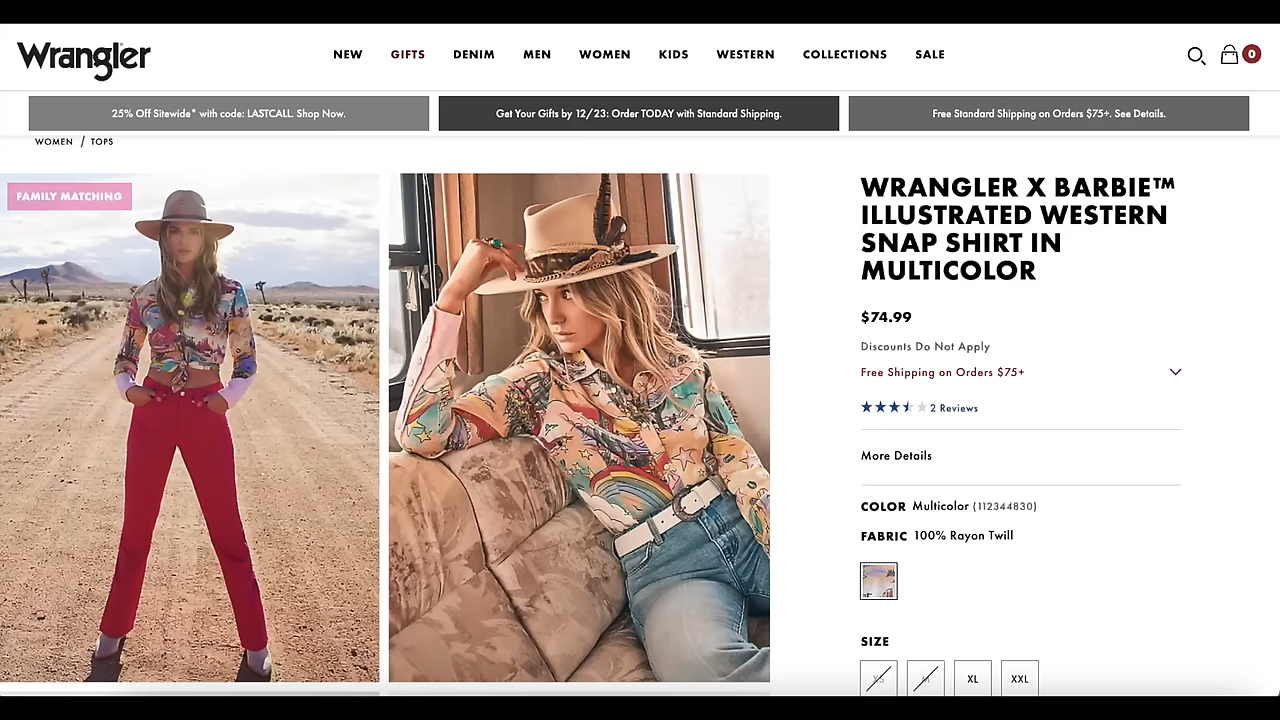 Wrangler
NEW GIFTS DENIM MEN WOMEN KIDS WESTERN COLLECTIONS SALE
0
25% Off Sitewide* with code: LASTCALL. Shop Now.
Get Your Gifts by 12/23: Order TODAY with Standard Shipping.
Free Standard Shipping on Orders $75+. See Details.
WOMEN / TOPS
FAMILY MATCHING
WRANGLER X BARBIE™
ILLUSTRATED WESTERN
SNAP SHIRT IN
MULTICOLOR
$74.99
Discounts Do Not Apply
Free Shipping on Orders $75+
2 Reviews
More Details
COLOR Multicolor (112344830)
FABRIC 100% Rayon Twill
SIZE
XS M XL XXL